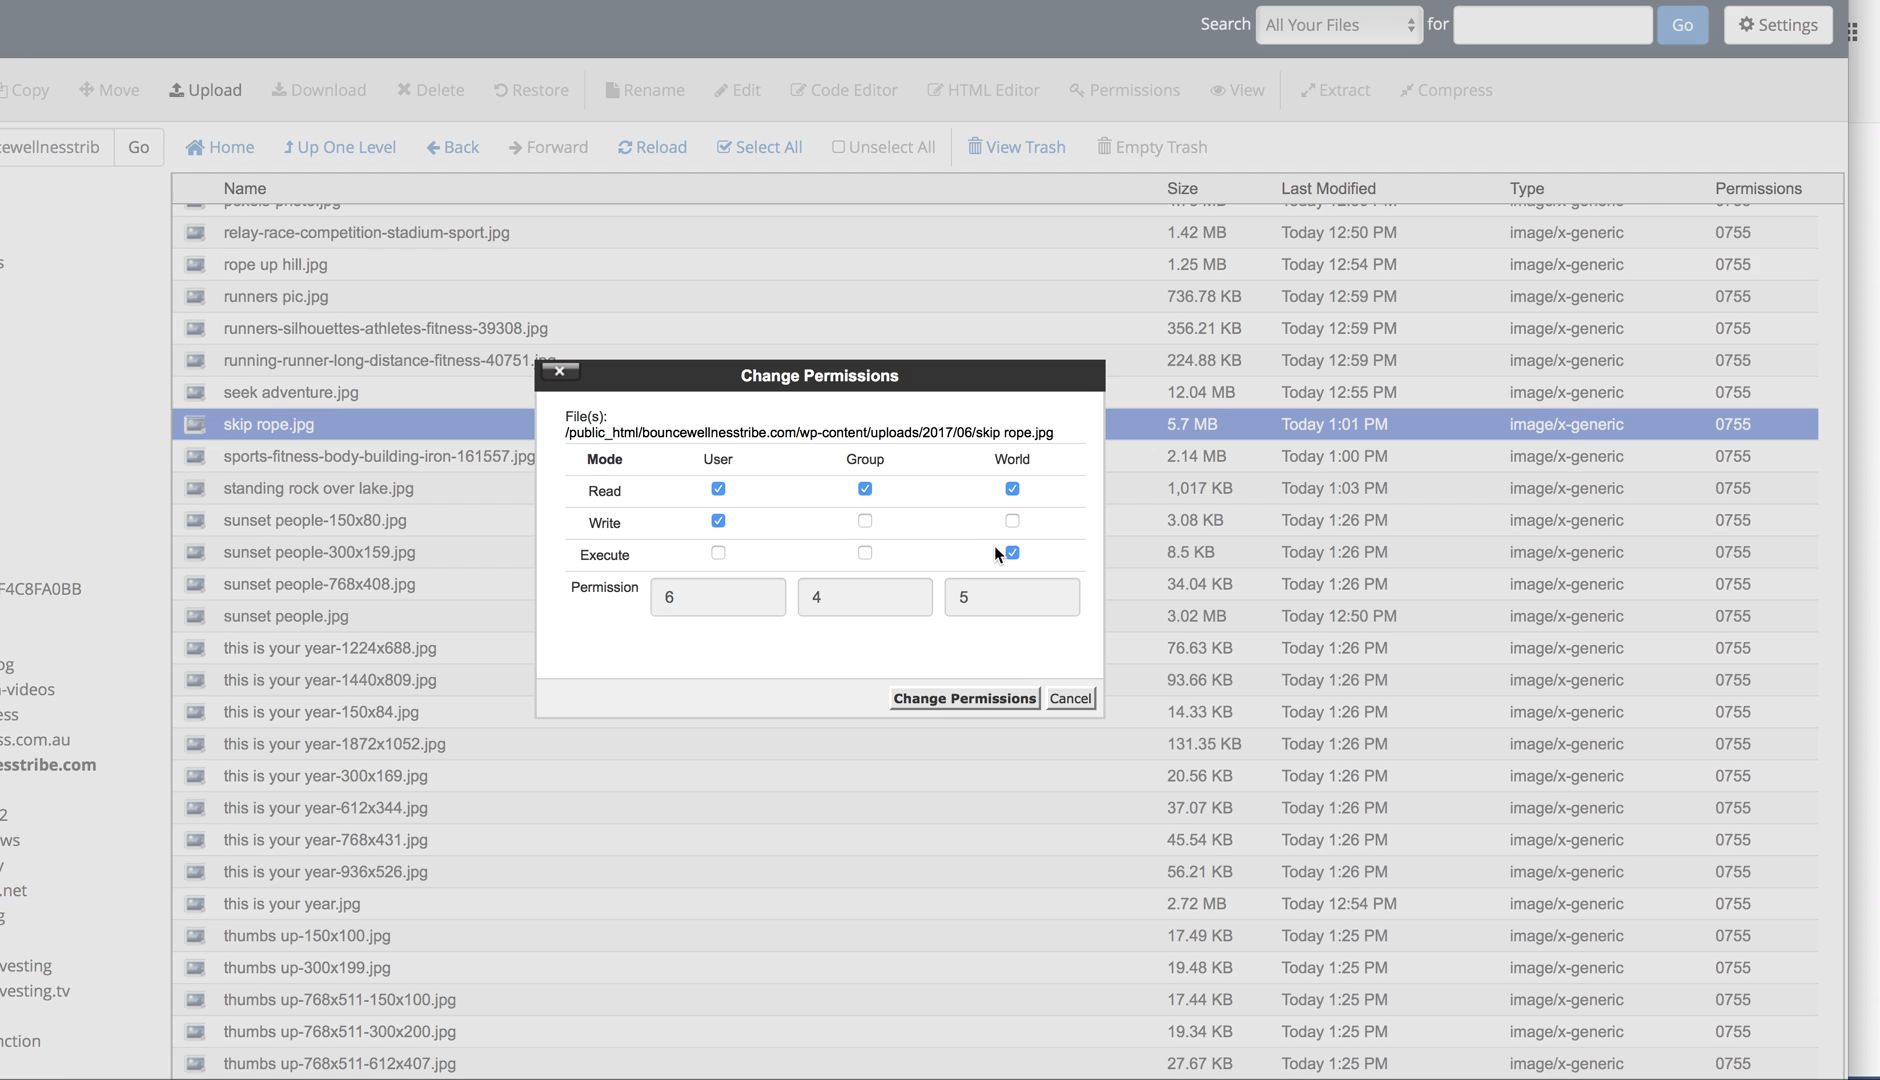 Search All Your Files for Go Settings
Copy Move Upload Download Delete Restore Rename Edit Code Editor HTML Editor Permissions View Extract Compress
cewellnesstrib Go Home Up One Level Back Forward Reload Select All Unselect All View Trash Empty Trash
Name Size Last Modified Type Permissions
relay-race-competition-stadium-sport.jpg 1.42 MB Today 12:50 PM image/x-generic 0755
rope up hill.jpg 1.25 MB Today 12:54 PM image/x-generic 0755
runners pic.jpg 736.78 KB Today 12:59 PM image/x-generic 0755
runners-silhouettes-athletes-fitness-39308.jpg 356.21 KB Today 12:59 PM image/x-generic 0755
running-runner-long-distance-fitness-40751.jpg 224.88 KB Today 12:59 PM image/x-generic 0755
seek adventure.jpg 12.04 MB Today 12:55 PM image/x-generic 0755
skip rope.jpg 5.7 MB Today 1:01 PM image/x-generic 0755
sports-fitness-body-building-iron-161557.jpg 2.14 MB Today 1:00 PM image/x-generic 0755
standing rock over lake.jpg 1,017 KB Today 1:03 PM image/x-generic 0755
sunset people-150x80.jpg 3.08 KB Today 1:26 PM image/x-generic 0755
sunset people-300x159.jpg 8.5 KB Today 1:26 PM image/x-generic 0755
sunset people-768x408.jpg 34.04 KB Today 1:26 PM image/x-generic 0755
sunset people.jpg 3.02 MB Today 12:50 PM image/x-generic 0755
this is your year-1224x688.jpg 76.63 KB Today 1:26 PM image/x-generic 0755
this is your year-1440x809.jpg 93.66 KB Today 1:26 PM image/x-generic 0755
this is your year-150x84.jpg 14.33 KB Today 1:26 PM image/x-generic 0755
this is your year-1872x1052.jpg 131.35 KB Today 1:26 PM image/x-generic 0755
this is your year-300x169.jpg 20.56 KB Today 1:26 PM image/x-generic 0755
this is your year-612x344.jpg 37.07 KB Today 1:26 PM image/x-generic 0755
this is your year-768x431.jpg 45.54 KB Today 1:26 PM image/x-generic 0755
this is your year-936x526.jpg 56.21 KB Today 1:26 PM image/x-generic 0755
this is your year.jpg 2.72 MB Today 12:54 PM image/x-generic 0755
thumbs up-150x100.jpg 17.49 KB Today 1:25 PM image/x-generic 0755
thumbs up-300x199.jpg 19.48 KB Today 1:25 PM image/x-generic 0755
thumbs up-768x511-150x100.jpg 17.44 KB Today 1:25 PM image/x-generic 0755
thumbs up-768x511-300x200.jpg 19.34 KB Today 1:25 PM image/x-generic 0755
thumbs up-768x511-612x407.jpg 27.67 KB Today 1:25 PM image/x-generic 0755
Change Permissions
File(s):
/public_html/bouncewellnesstribe.com/wp-content/uploads/2017/06/skip rope.jpg
Mode User Group World
Read
Write
Execute
Permission 6 4 5
Change Permissions Cancel
s
F4C8FA0BB
og
-videos
ess
ss.com.au
esstribe.com
2
ws
y
.net
g
vesting
vesting.tv
nction